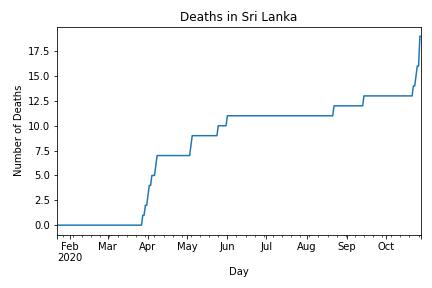 Deaths in Sri Lanka
Number of Deaths
17.5
15.0
12.5
10.0
7.5
5.0
2.5
0.0
Feb Mar Apr May Jun Jul Aug Sep Oct
2020
Day